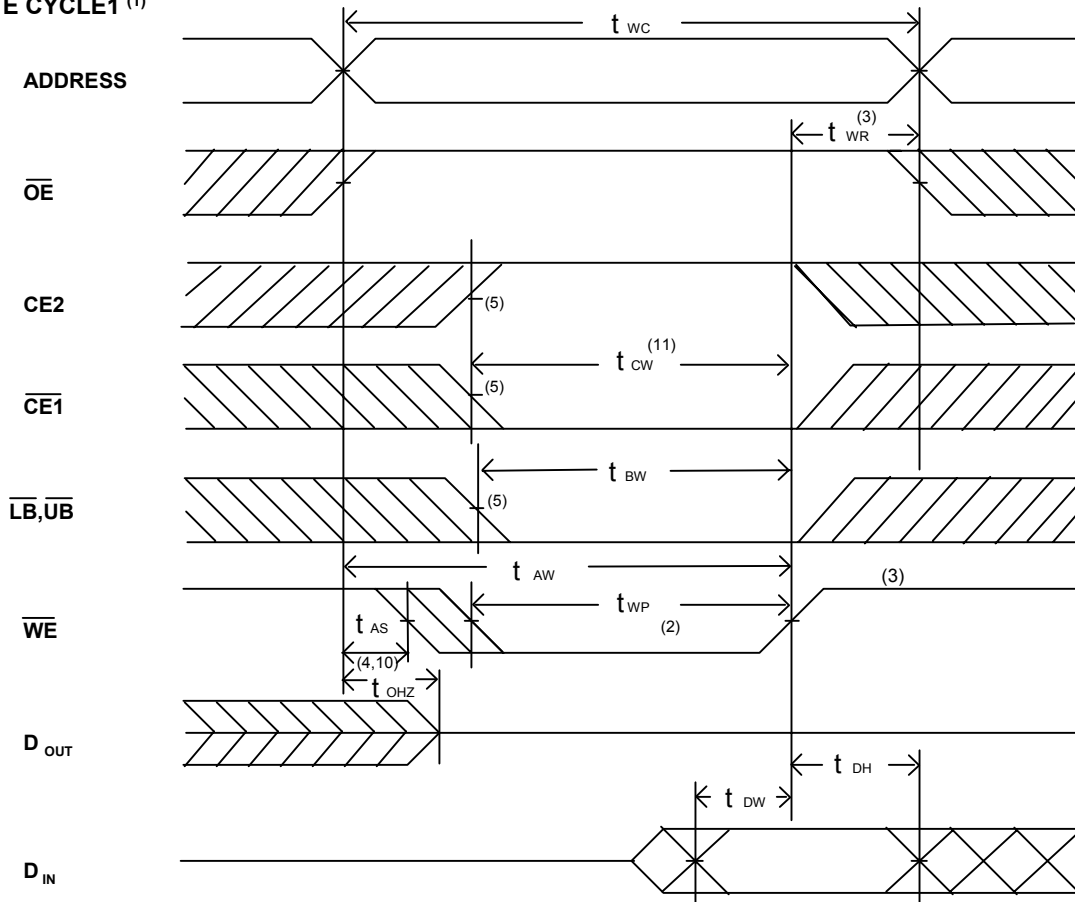 E CYCLE1 (1)
t WC
ADDRESS
t WR (3)
OE
CE2
(5)
t CW (11)
CE1
(5)
t BW
LB,UB
(5)
t AW
(3)
WE
t WP
(2)
t AS
(4,10)
t OHZ
D OUT
t DH
t DW
D IN